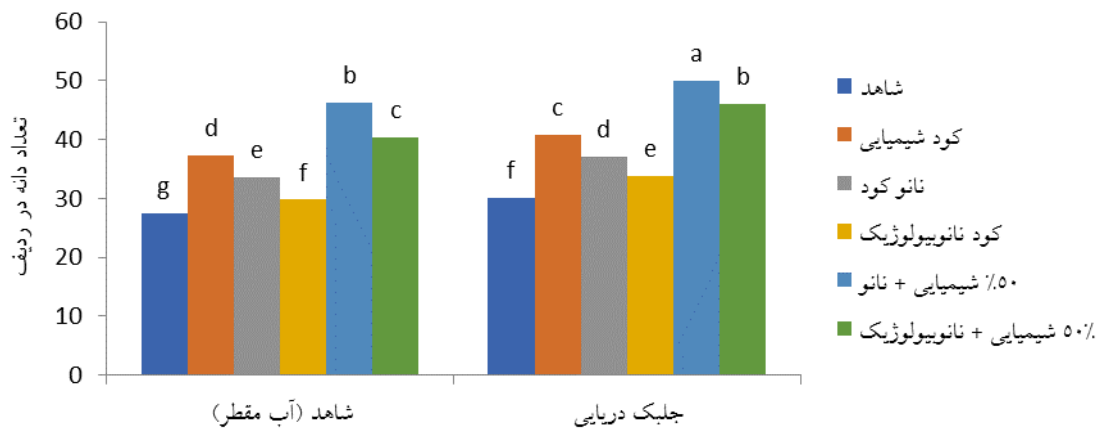 تعداد دانه در ردیف
60
50
40
30
20
10
0
g
d
e
f
b
c
f
c
d
e
a
b
شاهد (آب مقطر)
جلبک دریایی
شاهد
کود شیمیایی
نانو کود
کود نانوبیولوژیک
۵۰٪ شیمیایی + نانو
۵۰٪ شیمیایی + نانوبیولوژیک